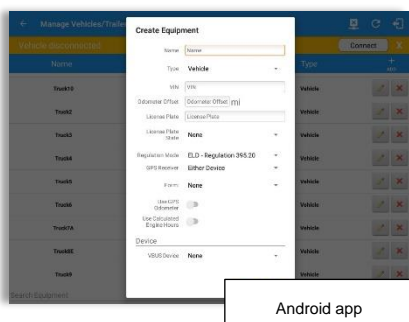 Manage Vehicles/Traile
Vehicle disconnected
Connect
X
Name
Type
ADD
Truck10
Vehicle
Truck2
Vehicle
Truck3
Vehicle
Truck4
Vehicle
Truck5
Vehicle
Truck6
Vehicle
Truck7A
Vehicle
Truck8E
Vehicle
Truck9
Vehicle
Search Equipment
Create Equipment
Name
Name
Type
Vehicle
VIN
VIN
Odometer Offset
Odometer Offset
mi
License Plate
License Plate
License Plate
State
None
Regulation Mode
ELD - Regulation 395.20
GPS Receiver
Either Device
Form
None
Use GPS
Odometer
Use Calculated
Engine Hours
Device
VBUS Device
None
Android app